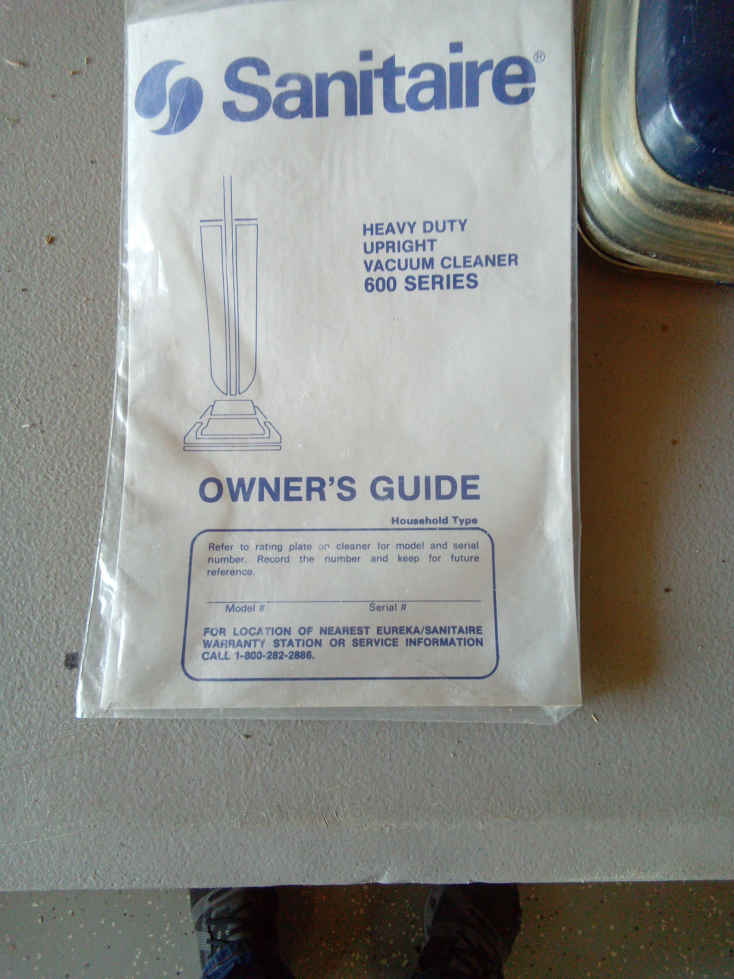 Sanitaire®
HEAVY DUTY
UPRIGHT
VACUUM CLEANER
600 SERIES
OWNER'S GUIDE
Household Type
Refer to rating plate on cleaner for model and serial
number. Record the number and keep for future
reference.
Model # Serial #
FOR LOCATION OF NEAREST EUREKA/SANITAIRE
WARRANTY STATION OR SERVICE INFORMATION
CALL 1-800-282-2886.